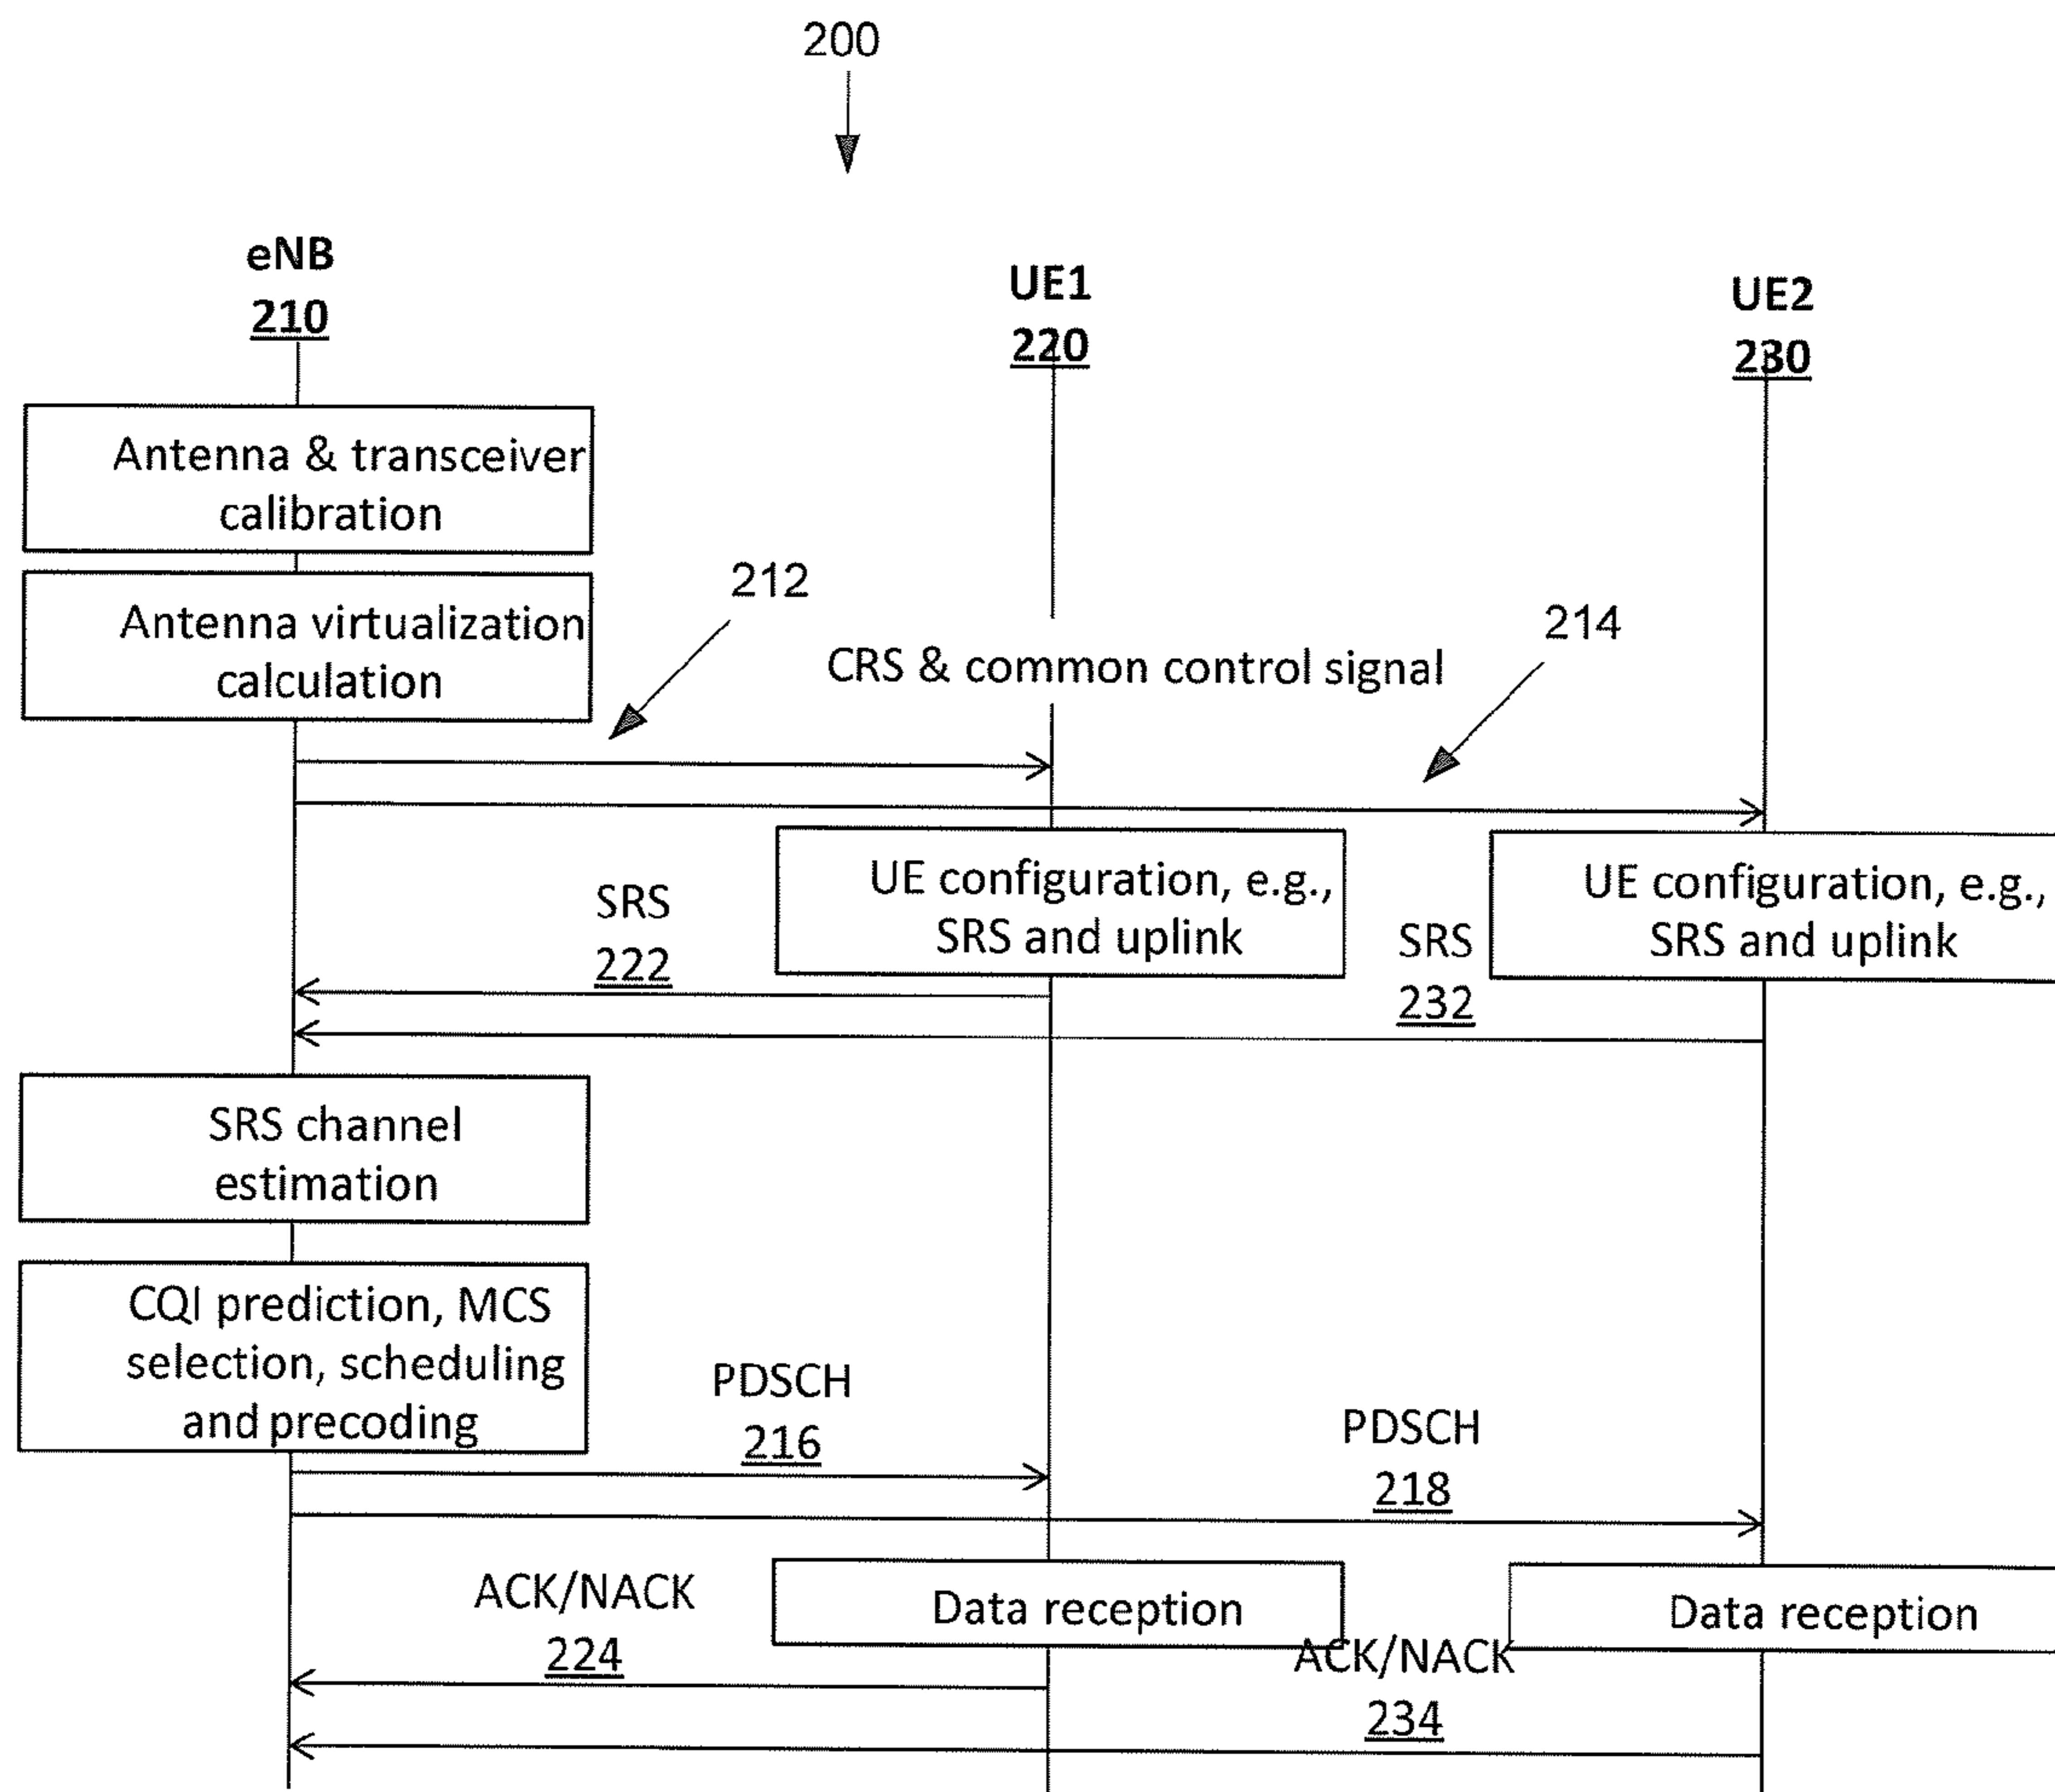 200
eNB
210
UE1
220
UE2
230
Antenna & transceiver
calibration
212
214
Antenna virtualization
calculation
CRS & common control signal
UE configuration, e.g.,
SRS and uplink
UE configuration, e.g.,
SRS and uplink
SRS
222
SRS
232
SRS channel
estimation
CQI prediction, MCS
selection, scheduling
and precoding
PDSCH
216
PDSCH
218
ACK/NACK
224
Data reception
Data reception
ACK/NACK
234